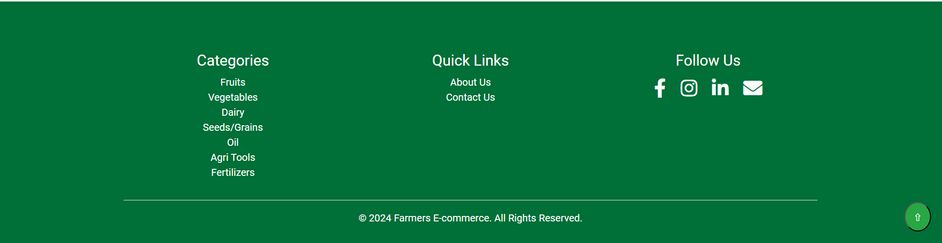 Categories
Fruits
Vegetables
Dairy
Seeds/Grains
Oil
Agri Tools
Fertilizers
Quick Links
About Us
Contact Us
Follow Us
© 2024 Farmers E-commerce. All Rights Reserved.